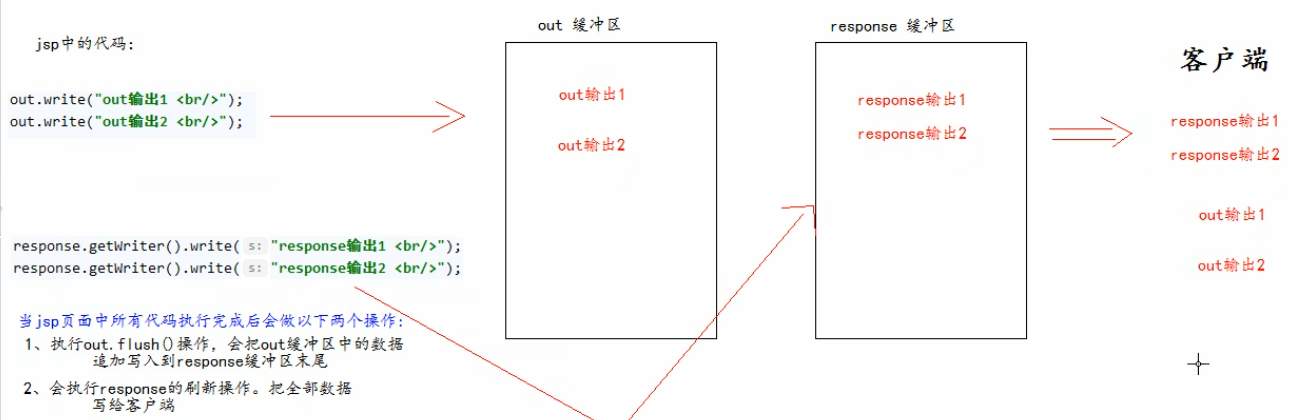 jsp中的代码:
out.write("out输出1 <br/>");
out.write("out输出2 <br/>");
response.getWriter().write( s: "response输出1 <br/>");
response.getWriter().write( s: "response输出2 <br/>");
当jsp页面中所有代码执行完成后会做以下两个操作:
1、执行out.flush()操作，会把out缓冲区中的数据
追加写入到response缓冲区末尾
2、会执行response的刷新操作。把全部数据
写给客户端
out 缓冲区
out输出1
out输出2
response 缓冲区
response输出1
response输出2
客户端
response输出1
response输出2
out输出1
out输出2